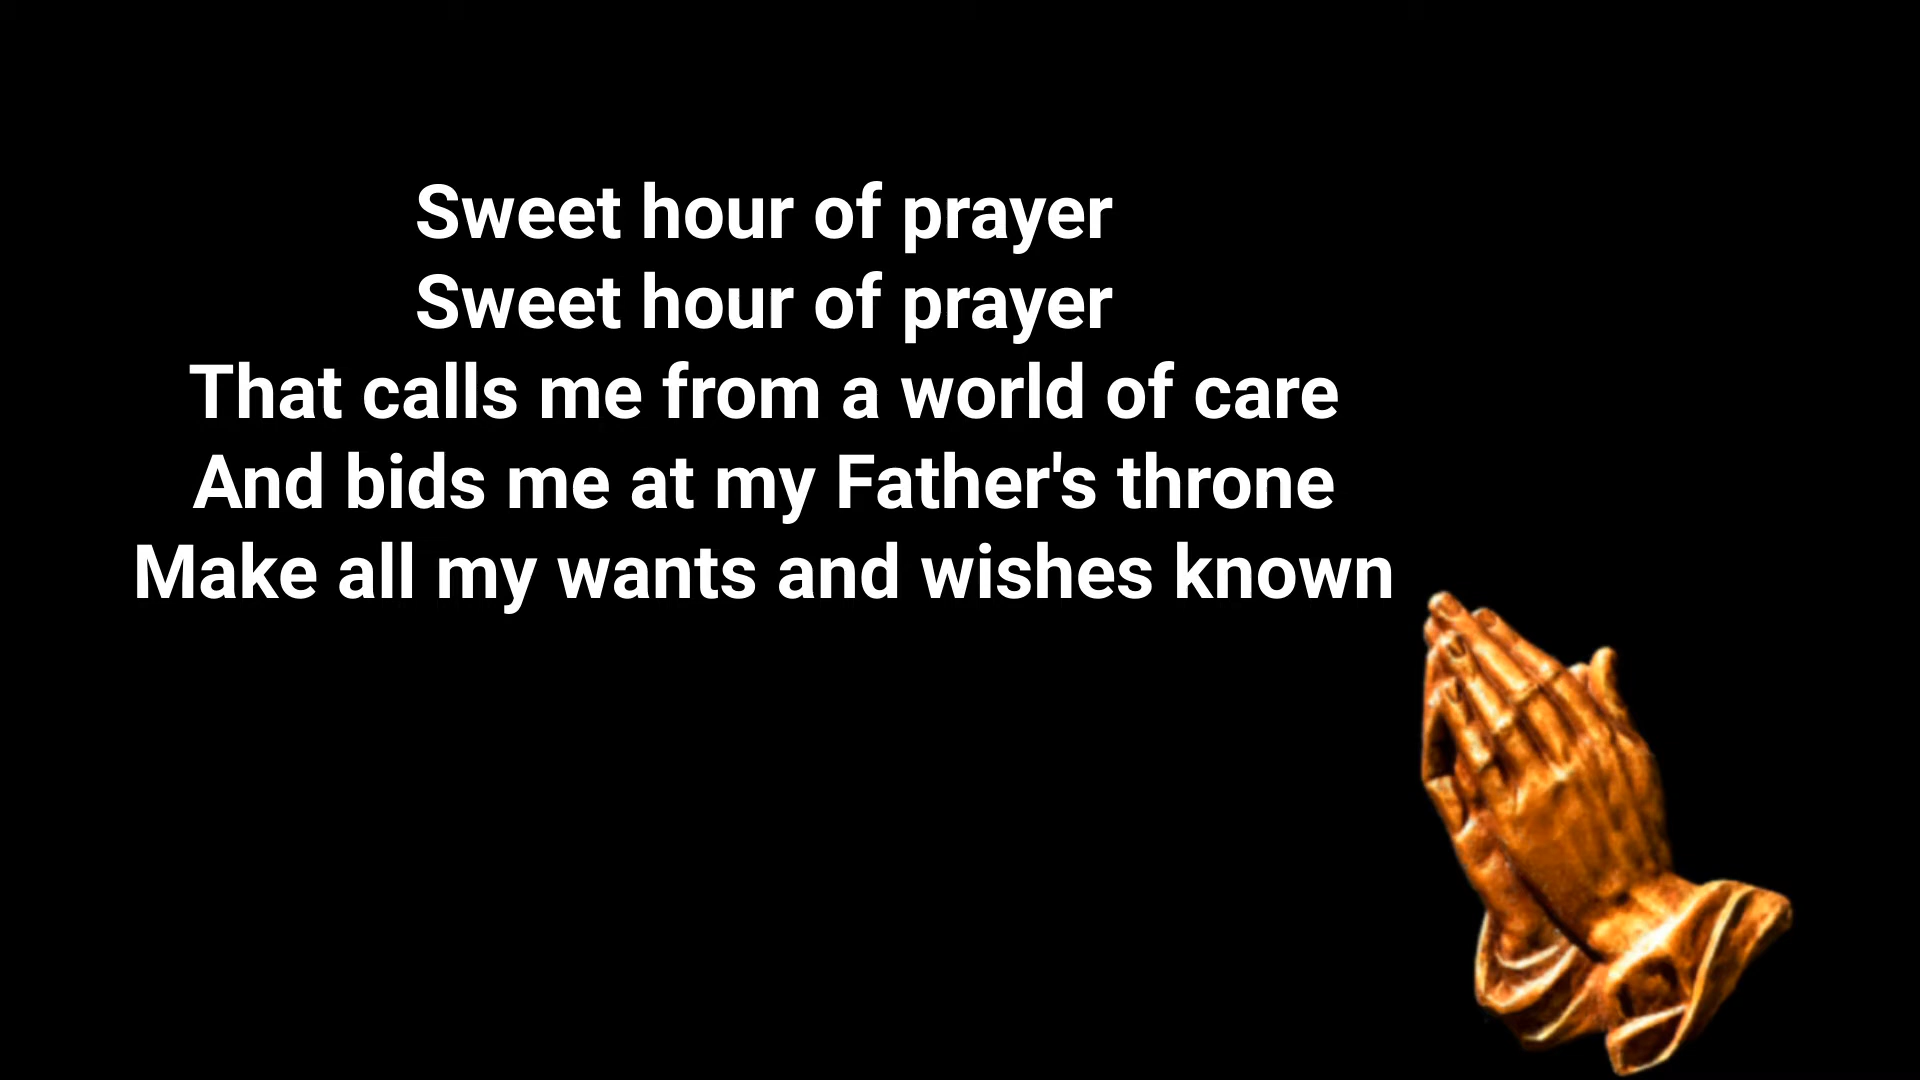 Sweet hour of prayer
Sweet hour of prayer
That calls me from a world of care
And bids me at my Father's throne
Make all my wants and wishes known